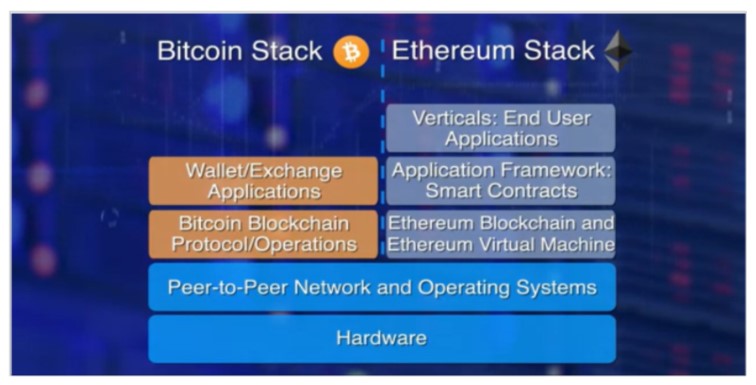 Bitcoin Stack
Ethereum Stack
Verticals: End User
Applications
Wallet/Exchange
Applications
Application Framework:
Smart Contracts
Bitcoin Blockchain
Protocol/Operations
Ethereum Blockchain and
Ethereum Virtual Machine
Peer-to-Peer Network and Operating Systems
Hardware